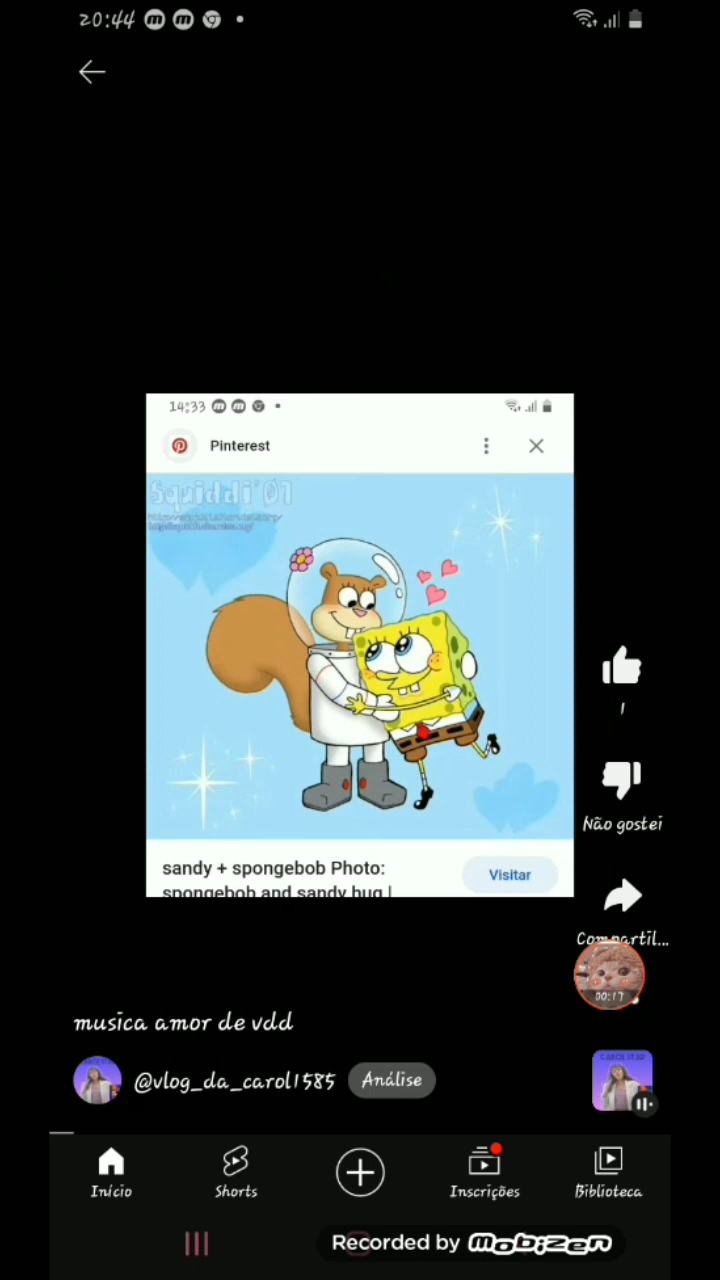 20:44
14:33
Pinterest
Squiddi'07
sandy + spongebob Photo:
spongebob and sandy hug |
Visitar
1
Não gostei
Compartil...
00:17
musica amor de vdd
@vlog_da_carol1585
Análise
Início
Shorts
Inscrições
Biblioteca
Recorded by Mobizen